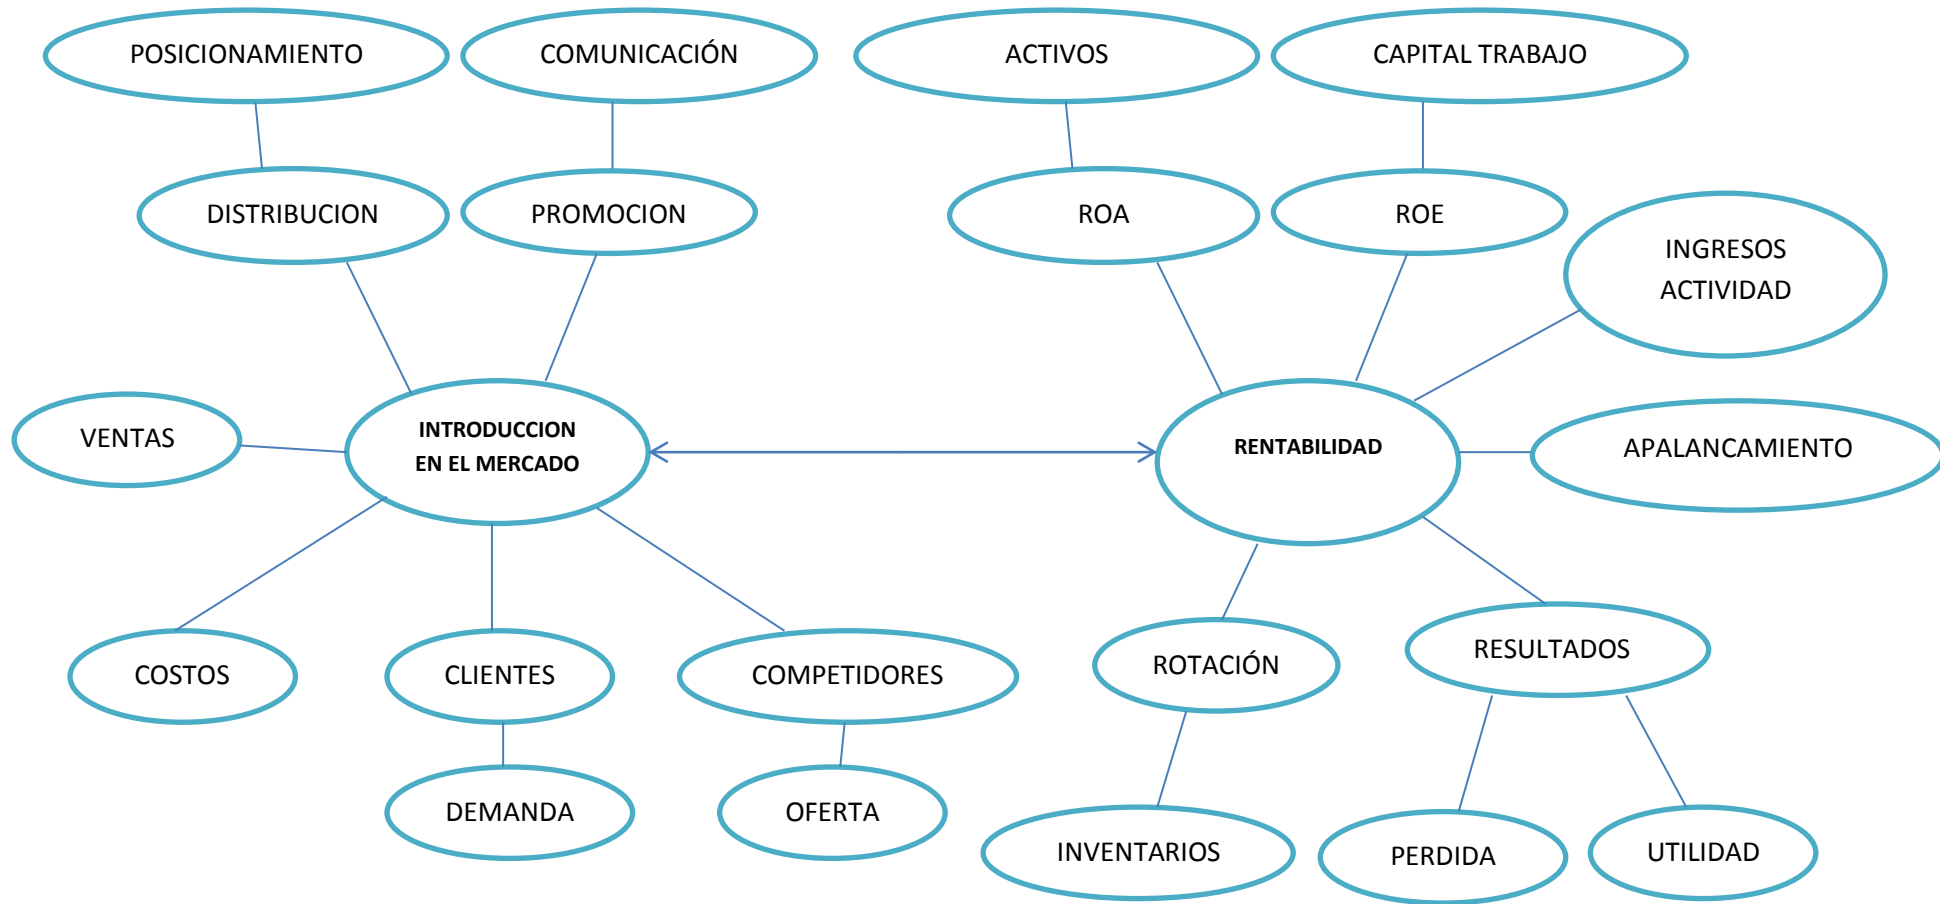 POSICIONAMIENTO
COMUNICACIÓN
ACTIVOS
CAPITAL TRABAJO
DISTRIBUCION
PROMOCION
ROA
ROE
INGRESOS
ACTIVIDAD
VENTAS
INTRODUCCION
EN EL MERCADO
RENTABILIDAD
APALANCAMIENTO
COSTOS
CLIENTES
COMPETIDORES
ROTACIÓN
RESULTADOS
DEMANDA
OFERTA
INVENTARIOS
PERDIDA
UTILIDAD